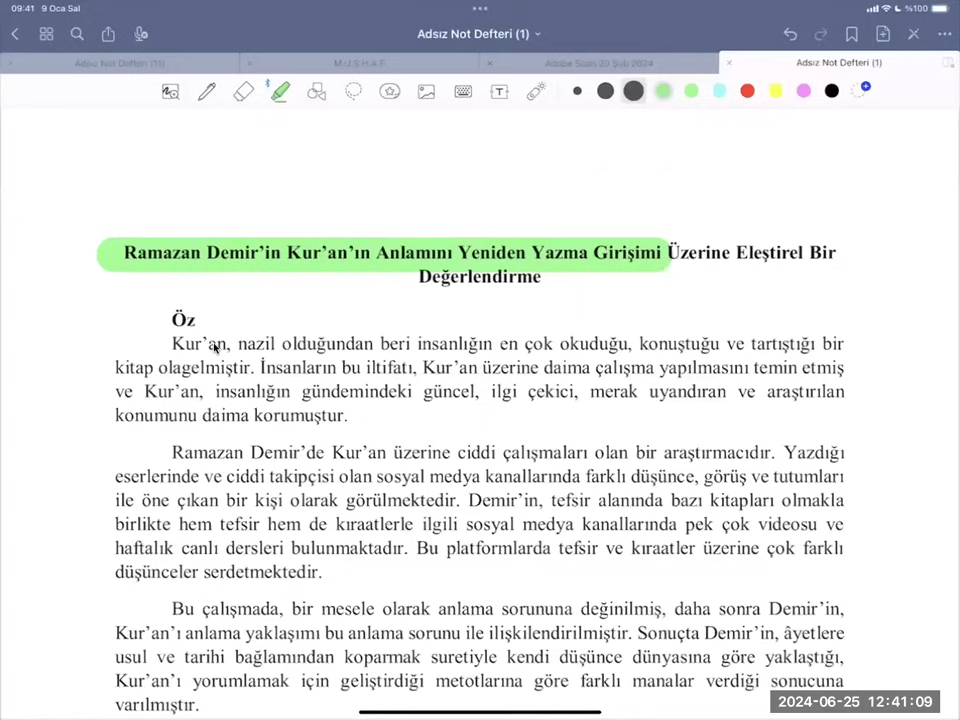 09:41 9 Oca Sal
%100
Adsız Not Defteri (1)
Adsız Not Defteri (11)
M.U.S.H.A.F
Adobe Scan 20 Şub 2024
Adsız Not Defteri (1)
Ramazan Demir’in Kur’an’ın Anlamını Yeniden Yazma Girişimi Üzerine Eleştirel Bir
Değerlendirme
Öz
Kur’an, nazil olduğundan beri insanlığın en çok okuduğu, konuştuğu ve tartıştığı bir
kitap olagelmiştir. İnsanların bu iltifatı, Kur’an üzerine daima çalışma yapılmasını temin etmiş
ve Kur’an, insanlığın gündemindeki güncel, ilgi çekici, merak uyandıran ve araştırılan
konumunu daima korumuştur.
Ramazan Demir’de Kur’an üzerine ciddi çalışmaları olan bir araştırmacıdır. Yazdığı
eserlerinde ve ciddi takipçisi olan sosyal medya kanallarında farklı düşünce, görüş ve tutumları
ile öne çıkan bir kişi olarak görülmektedir. Demir’in, tefsir alanında bazı kitapları olmakla
birlikte hem tefsir hem de kıraatlerle ilgili sosyal medya kanallarında pek çok videosu ve
haftalık canlı dersleri bulunmaktadır. Bu platformlarda tefsir ve kıraatler üzerine çok farklı
düşünceler serdetmektedir.
Bu çalışmada, bir mesele olarak anlama sorununa değinilmiş, daha sonra Demir’in,
Kur’an’ı anlama yaklaşımı bu anlama sorunu ile ilişkilendirilmiştir. Sonuçta Demir’in, âyetlere
usul ve tarihi bağlamından koparmak suretiyle kendi düşünce dünyasına göre yaklaştığı,
Kur’an’ı yorumlamak için geliştirdiği metotlarına göre farklı manalar verdiği sonucuna
varılmıştır.
2024-06-25 12:41:09